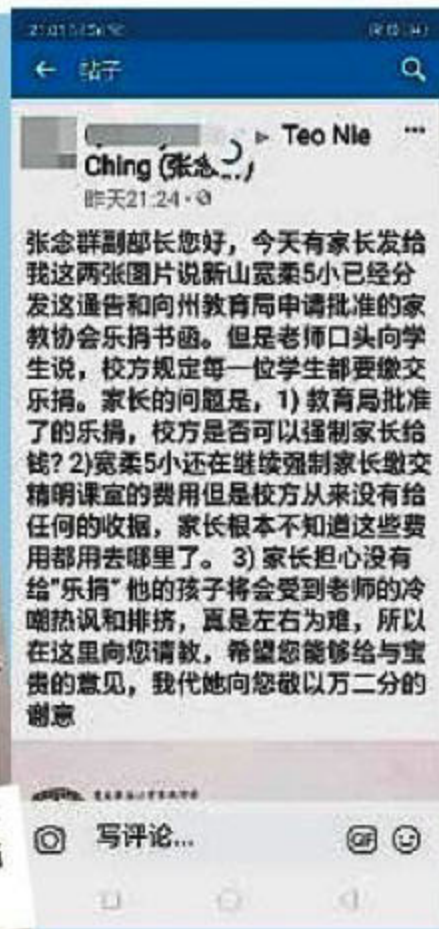 帖子
▶ Teo Nie
Ching (张念
昨天21:24
张念群副部长您好，今天有家长发给
我这两张图片说新山宽柔5小已经分
发这通告和向州教育局申请批准的家
教协会乐捐书函。但是老师口头向学
生说，校方规定每一位学生都要缴交
乐捐。家长的问题是，1) 教育局批准
了的乐捐，校方是否可以强制家长给
钱? 2)宽柔5小还在继续强制家长缴交
精明课室的费用但是校方从来没有给
任何的收据，家长根本不知道这些费
用都用去哪里了。 3) 家长担心没有
给"乐捐" 他的孩子将会受到老师的冷
嘲热讽和排挤，真是左右为难，所以
在这里向您请教，希望您能够给与宝
贵的意见，我代她向您敬以万二分的
谢意
写评论...
GIF